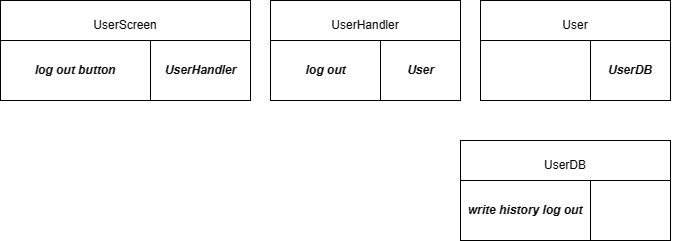 UserScreen
UserHandler
User
log out button
UserHandler
log out
User
UserDB
UserDB
write history log out